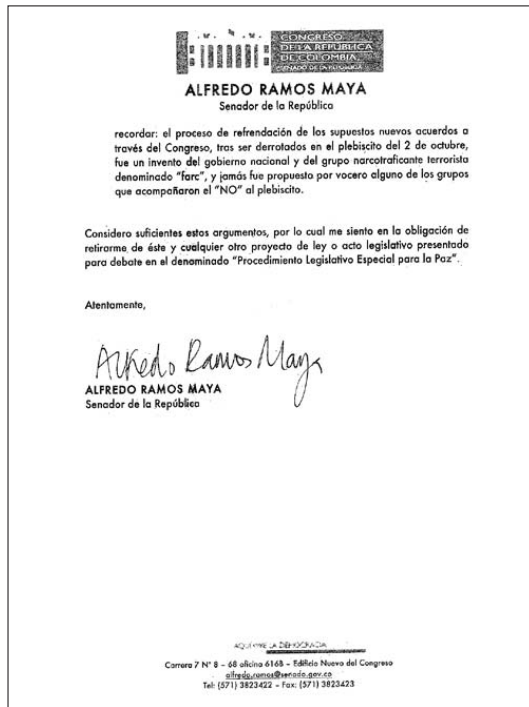 CONGRESO
DE LA REPÚBLICA
DE COLOMBIA
SENADO DE LA REPÚBLICA
ALFREDO RAMOS MAYA
Senador de la República
recordar: el proceso de refrendación de los supuestos nuevos acuerdos a
través del Congreso, tras ser derrotados en el plebiscito del 2 de octubre,
fue un invento del gobierno nacional y del grupo narcotraficante terrorista
denominado "farc", y jamás fue propuesto por vocero alguno de los grupos
que acompañaron el "NO" al plebiscito.
Considero suficientes estos argumentos, por lo cual me siento en la obligación de
retirarme de éste y cualquier otro proyecto de ley o acto legislativo presentado
para debate en el denominado "Procedimiento Legislativo Especial para la Paz".
Atentamente,
Alfredo Ramos Maya
ALFREDO RAMOS MAYA
Senador de la República
AQUÍ VIVE LA DEMOCRACIA
Carrera 7 N° 8 – 68 oficina 616B – Edificio Nuevo del Congreso
alfredo.ramos@senado.gov.co
Tel: (571) 3823422 – Fax: (571) 3823423